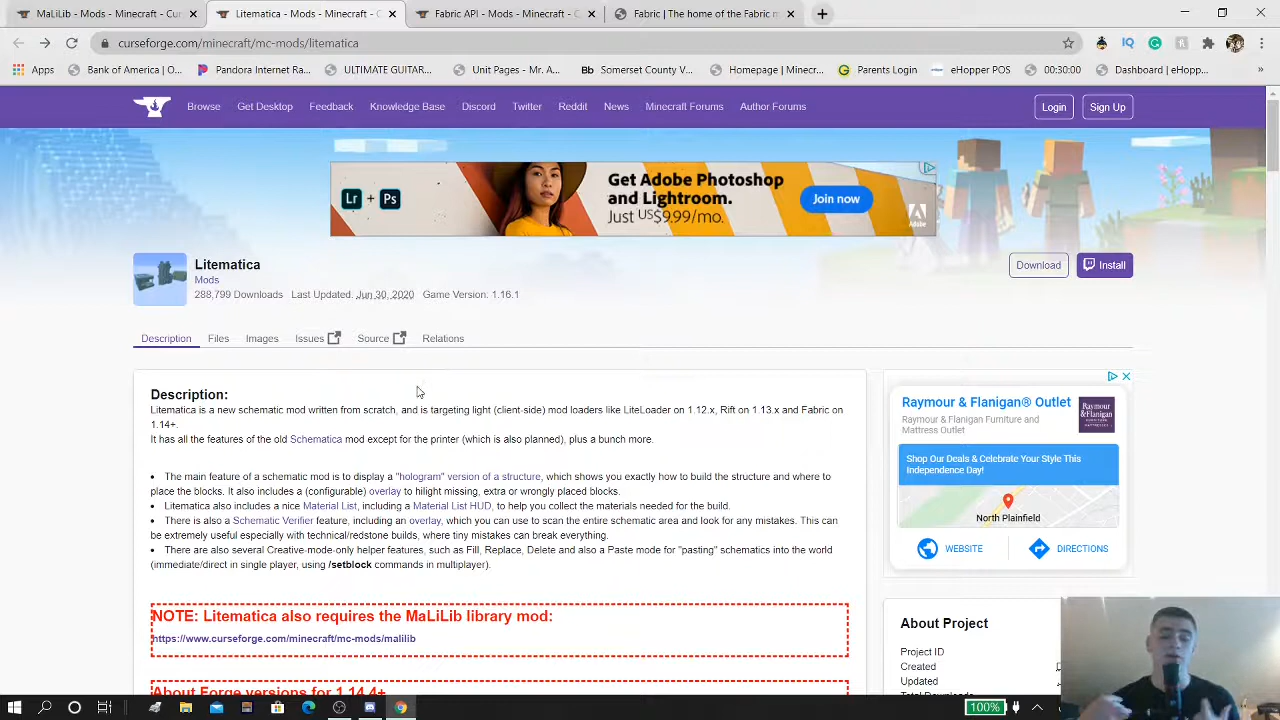 MaLiLib - Mods - Minecraft - Cur
Litematica - Mods - Minecraft - C
Fabric API - Mods - Minecraft - C
Fabric | The home of the Fabric m
curseforge.com/minecraft/mc-mods/litematica
Apps
Bank of America | O...
Pandora Internet Ra...
ULTIMATE GUITAR...
Unit Pages - Mr. A...
Bb Somerset County V...
Homepage | Minecr...
Parents Login
eHopper POS
00:30:00
Dashboard | eHopp...
Browse
Get Desktop
Feedback
Knowledge Base
Discord
Twitter
Reddit
News
Minecraft Forums
Author Forums
Login
Sign Up
Lr + Ps
Get Adobe Photoshop
and Lightroom.
Just US$9.99/mo.
Join now
Adobe
Litematica
Mods
288,799 Downloads Last Updated: Jun 30, 2020 Game Version: 1.16.1
Download
Install
Description
Files
Images
Issues
Source
Relations
Description:
Litematica is a new schematic mod written from scratch and is targeting light (client-side) mod loaders like LiteLoader on 1.12.x, Rift on 1.13.x and Fabric on
1.14+.
It has all the features of the old Schematica mod except for the printer (which is also planned), plus a bunch more.
• The main feature of a schematic mod is to display a "hologram" version of a structure, which shows you exactly how to build the structure and where to
place the blocks. It also includes a (configurable) overlay to hilight missing, extra or wrongly placed blocks.
• Litematica also includes a nice Material List, including a Material List HUD, to help you collect the materials needed for the build.
• There is also a Schematic Verifier feature, including an overlay, which you can use to scan the entire schematic area and look for any mistakes. This can
be extremely useful especially with technical/redstone builds, where tiny mistakes can break everything.
• There are also several Creative-mode-only helper features, such as Fill, Replace, Delete and also a Paste mode for "pasting" schematics into the world
(immediate/direct in single player, using /setblock commands in multiplayer).
NOTE: Litematica also requires the MaLiLib library mod:
https://www.curseforge.com/minecraft/mc-mods/malilib
About Forge versions for 1.14.4+
Raymour & Flanigan® Outlet
Raymour & Flanigan Furniture and
Mattress Outlet
Shop Our Deals & Celebrate Your Style This
Independence Day!
North Plainfield
WEBSITE
DIRECTIONS
About Project
Project ID
Created
Updated
100%